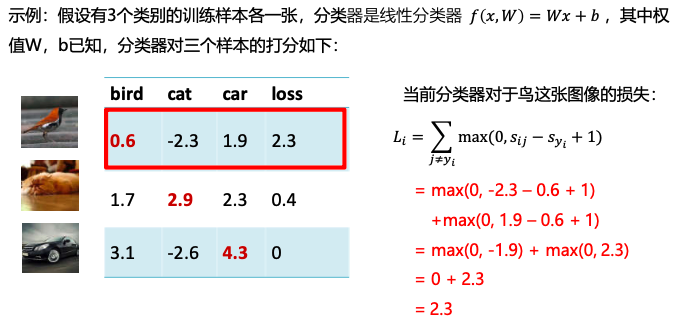 示例：假设有3个类别的训练样本各一张，分类器是线性分类器 f(x,W) = Wx + b ，其中权
值W，b已知，分类器对三个样本的打分如下：
bird cat car loss
0.6 -2.3 1.9 2.3
1.7 2.9 2.3 0.4
3.1 -2.6 4.3 0
当前分类器对于鸟这张图像的损失：
L_i = ∑_{j≠y_i} max(0, s_{ij} − s_{y_i} + 1)
= max(0, -2.3 – 0.6 + 1)
+max(0, 1.9 – 0.6 + 1)
= max(0, -1.9) + max(0, 2.3)
= 0 + 2.3
= 2.3